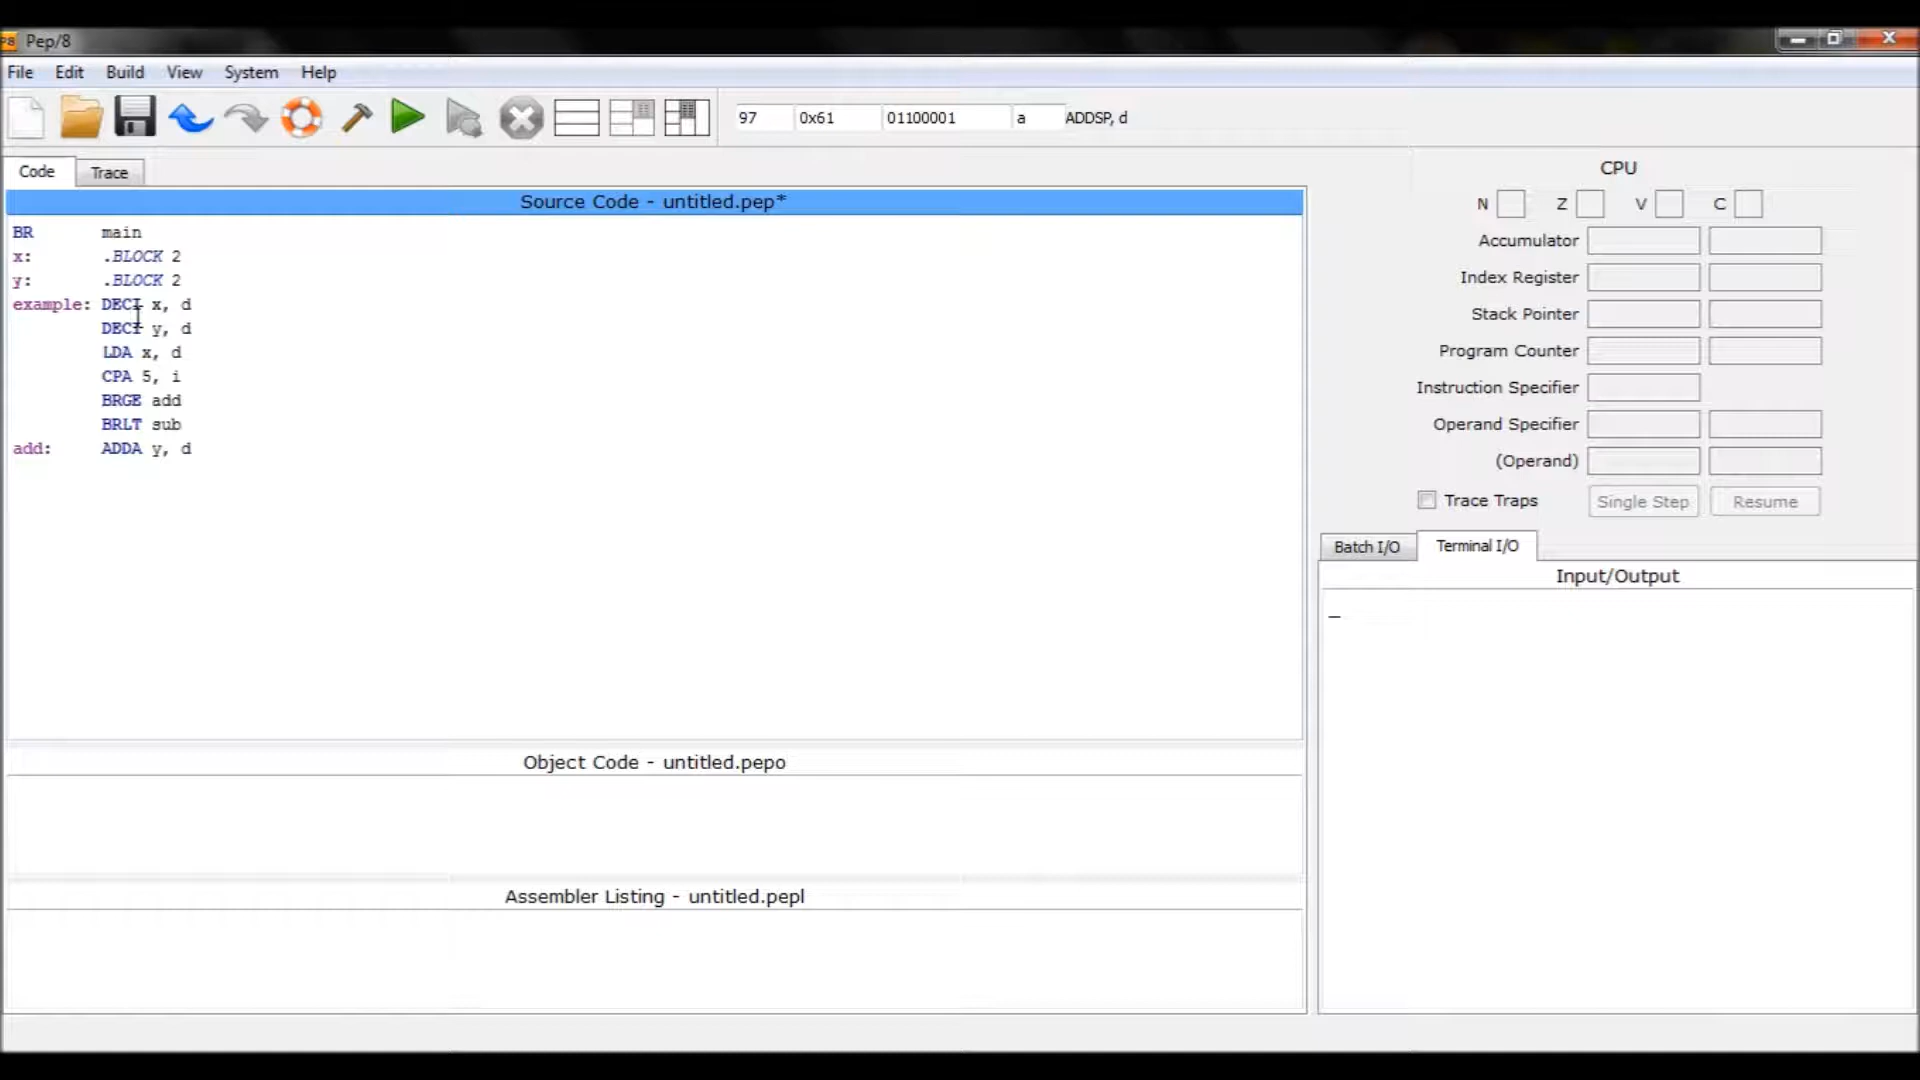 P8 Pep/8
File Edit Build View System Help
97 0x61 01100001 a ADDSP, d
Code Trace
Source Code - untitled.pep*
BR main
x: .BLOCK 2
y: .BLOCK 2
example: DECI x, d
DECI y, d
LDA x, d
CPA 5, i
BRGE add
BRLT sub
add: ADDA y, d
Object Code - untitled.pepo
Assembler Listing - untitled.pepl
CPU
N Z V C
Accumulator
Index Register
Stack Pointer
Program Counter
Instruction Specifier
Operand Specifier
(Operand)
Trace Traps Single Step Resume
Batch I/O Terminal I/O
Input/Output
_